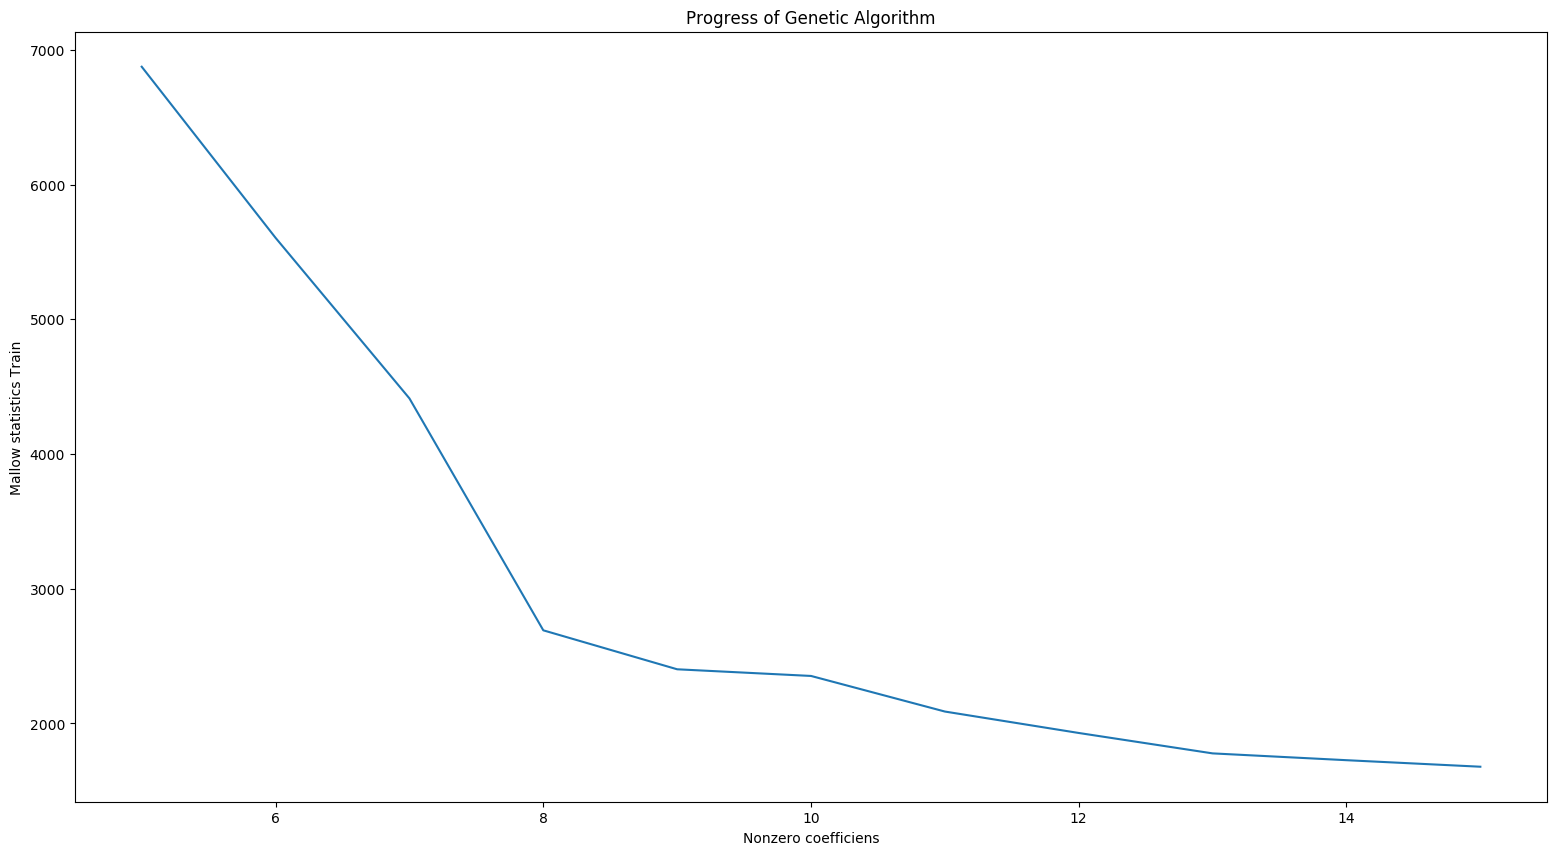 Progress of Genetic Algorithm
7000
6000
5000
4000
3000
2000
Mallow statistics Train
6 8 10 12 14
Nonzero coefficiens